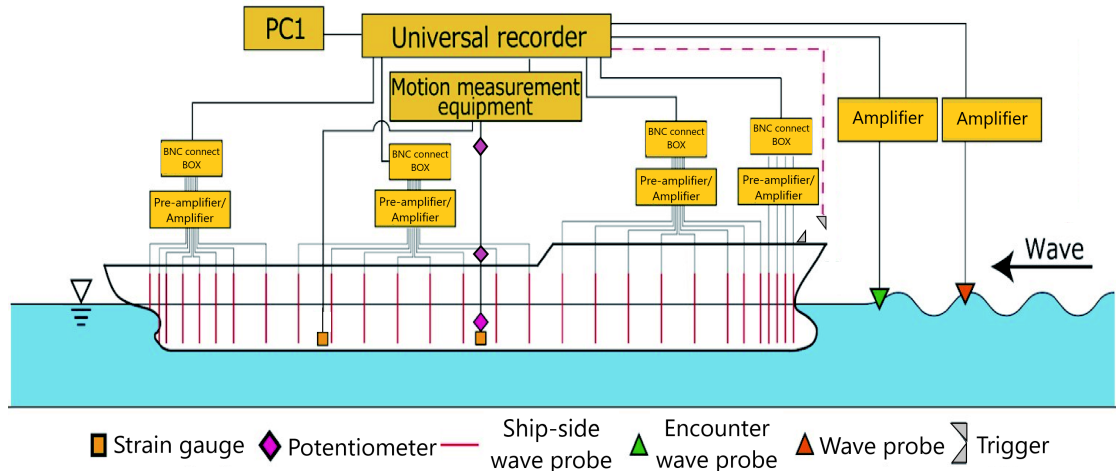 PC1
Universal recorder
Motion measurement
equipment
Amplifier
Amplifier
BNC connect
BOX
BNC connect
BOX
BNC connect
BOX
BNC connect
BOX
Pre-amplifier/
Amplifier
Pre-amplifier/
Amplifier
Pre-amplifier/
Amplifier
Pre-amplifier/
Amplifier
Wave
Strain gauge
Potentiometer
Ship-side
wave probe
Encounter
wave probe
Wave probe
Trigger